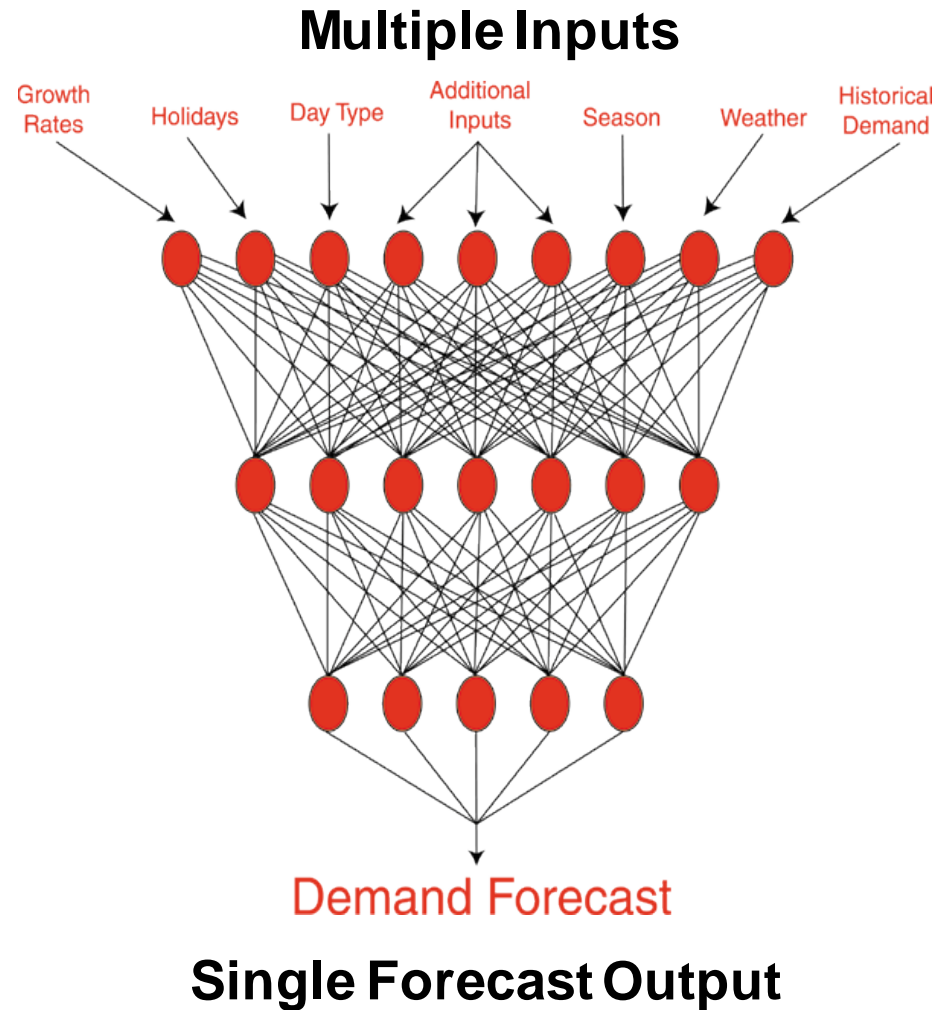 Multiple Inputs
Growth
Rates
Holidays
Day Type
Additional
Inputs
Season
Weather
Historical
Demand
Demand Forecast
Single Forecast Output